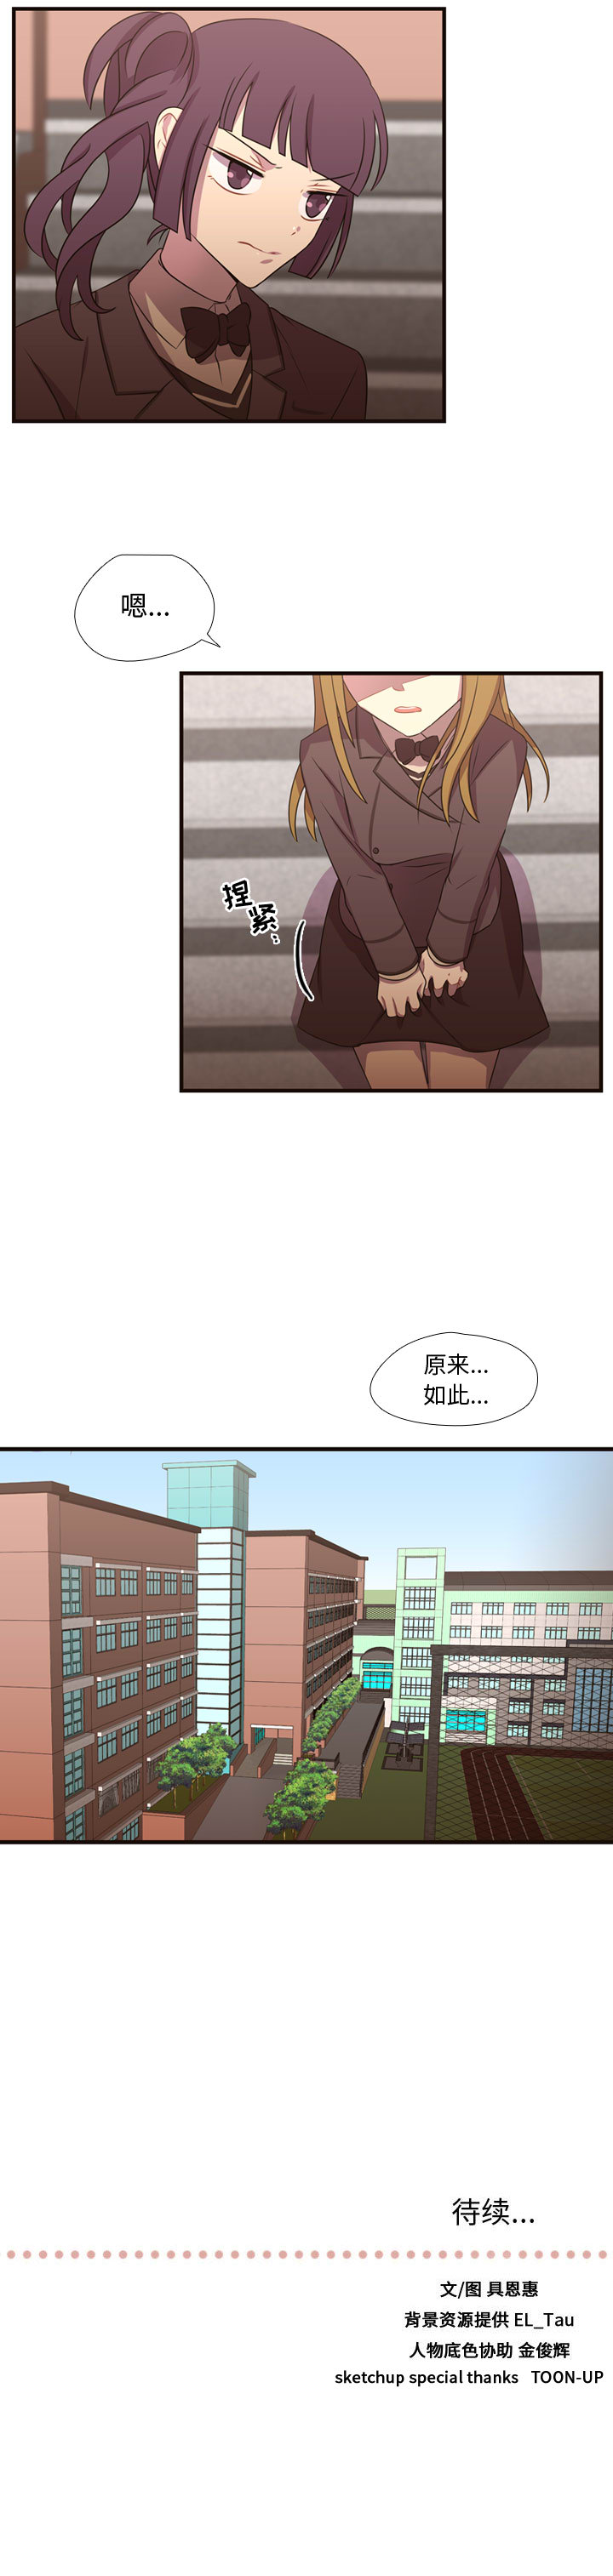 嗯...
捏
紧
原来...
如此...
待续...
文/图 具恩惠
背景资源提供 EL_Tau
人物底色协助 金俊辉
sketchup special thanks TOON-UP